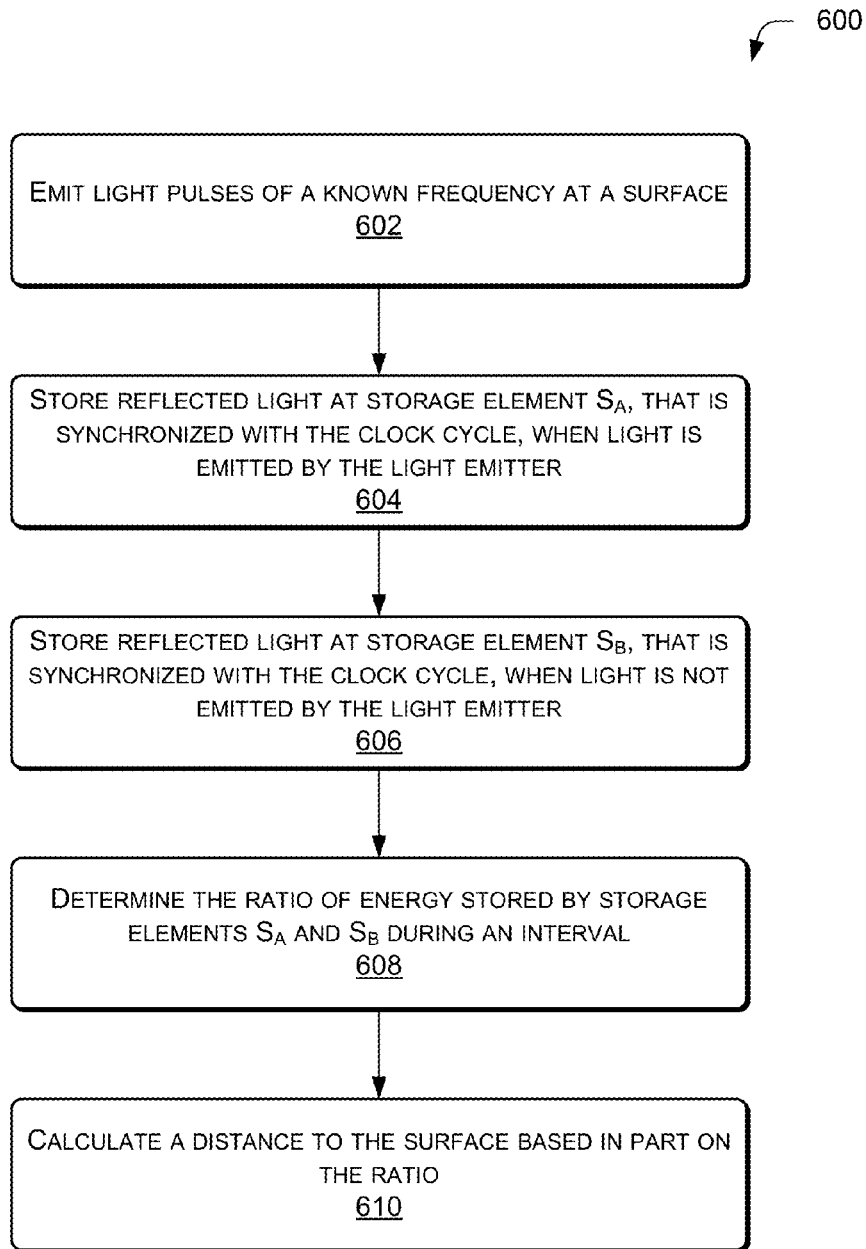 600
EMIT LIGHT PULSES OF A KNOWN FREQUENCY AT A SURFACE
602
STORE REFLECTED LIGHT AT STORAGE ELEMENT SA, THAT IS
SYNCHRONIZED WITH THE CLOCK CYCLE, WHEN LIGHT IS
EMITTED BY THE LIGHT EMITTER
604
STORE REFLECTED LIGHT AT STORAGE ELEMENT SB, THAT IS
SYNCHRONIZED WITH THE CLOCK CYCLE, WHEN LIGHT IS NOT
EMITTED BY THE LIGHT EMITTER
606
DETERMINE THE RATIO OF ENERGY STORED BY STORAGE
ELEMENTS SA AND SB DURING AN INTERVAL
608
CALCULATE A DISTANCE TO THE SURFACE BASED IN PART ON
THE RATIO
610